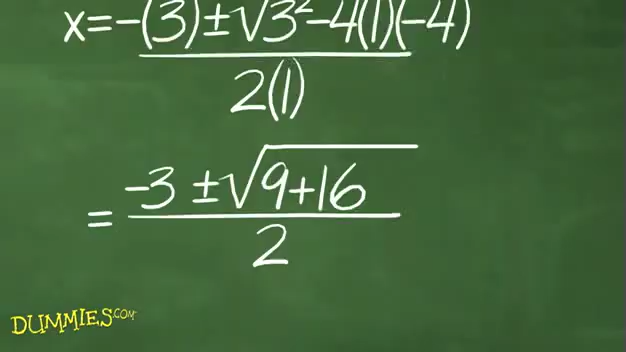 x=-(3)±√3²-4(1)(-4)
2(1)
= -3 ±√9+16
2
DUMMIES.COM